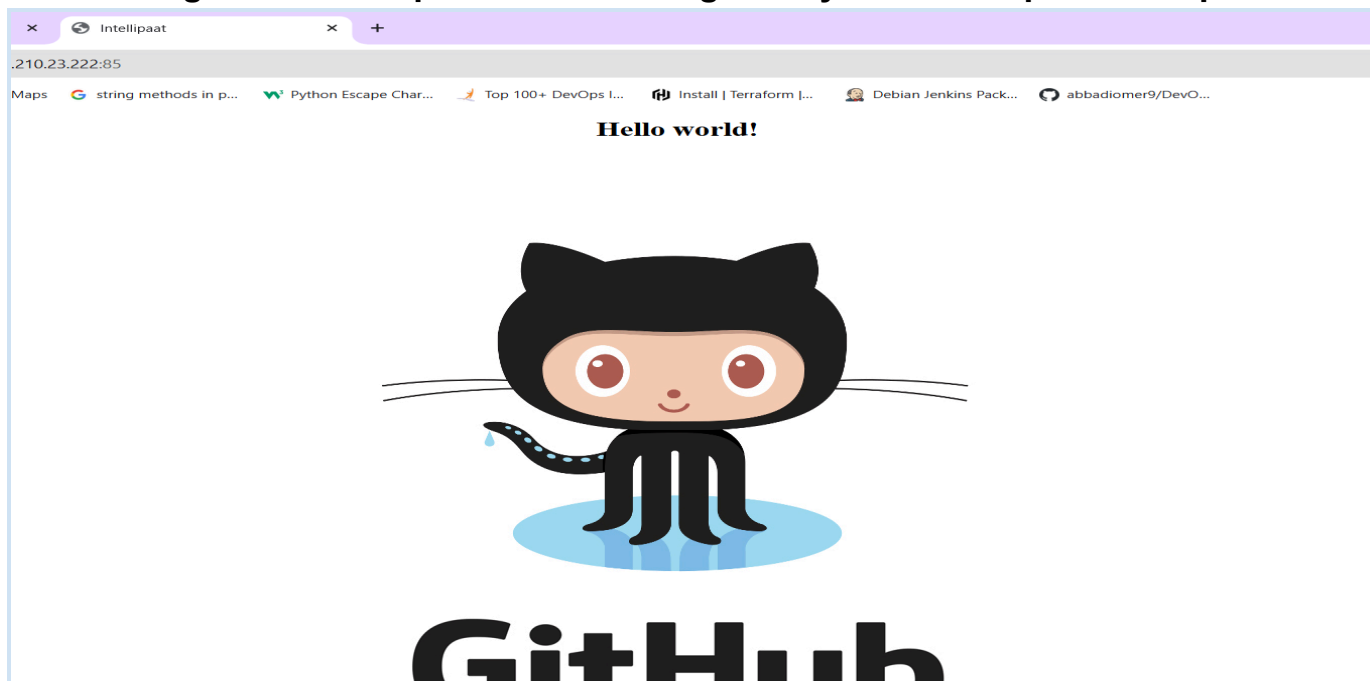 Intellipaat
.210.23.222:85
Maps string methods in p... Python Escape Char... Top 100+ DevOps I... Install | Terraform |... Debian Jenkins Pack... abbadiomer9/DevO...
Hello world!
GitHub